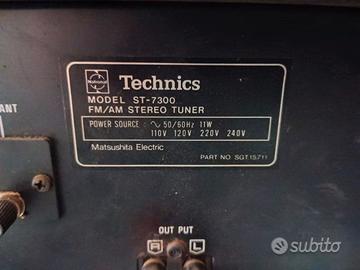 National
Technics
MODEL ST-7300
FM/AM STEREO TUNER
POWER SOURCE : ∿ 50/60Hz 11W
110V 120V 220V 240V
Matsushita Electric
PART NO SGT15711
ANT
OUT PUT
R L
subito